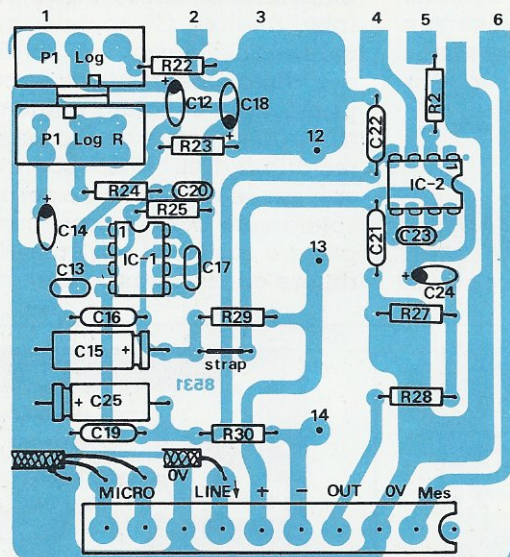 1 2 3 4 5 6
P1 Log
R22
C12 C18
R2
C22
P1 Log R
R23
12
IC-2
R24 C20
R25
C14
1
IC-1
C17
C21
C23
13
C13
C24
C16
R29
R27
C15 +
strap
8531
+ C25
R28
C19
R30
14
0V
MICRO LINE + − OUT 0V Mes